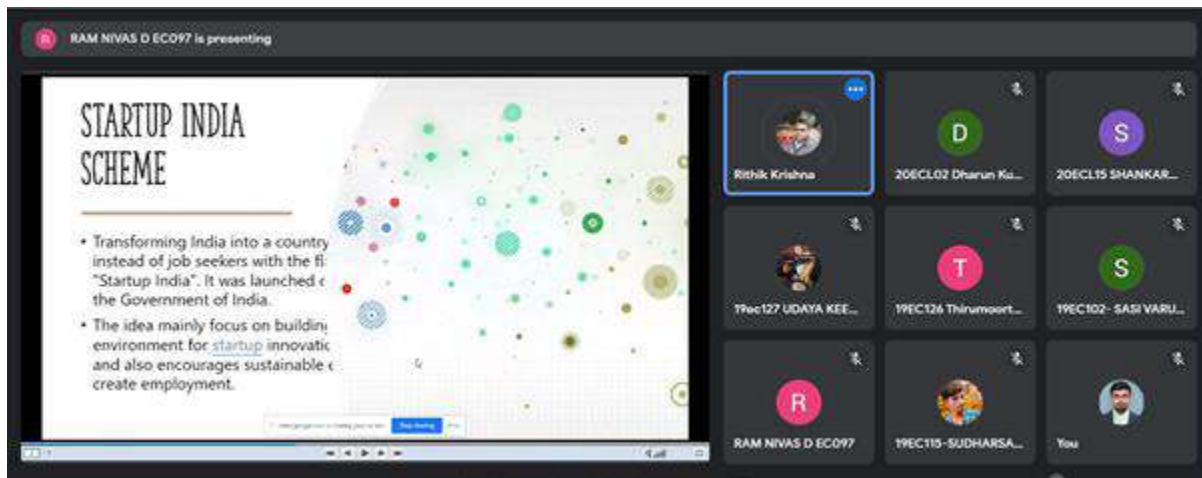 R
RAM NIVAS D EC097 is presenting
STARTUP INDIA
SCHEME
• Transforming India into a country
instead of job seekers with the fl
"Startup India". It was launched
the Government of India.
• The idea mainly focus on building
environment for startup innovatio
and also encourages sustainable
create employment.
Stop sharing
Rithik Krishna
D
20ECL02 Dharun Ku...
S
20ECL15 SHANKAR...
19ec127 UDAYA KEE...
T
19EC126 Thirumoort...
S
19EC102- SASI VARU...
R
RAM NIVAS D EC097
19EC115-SUDHARSA...
You